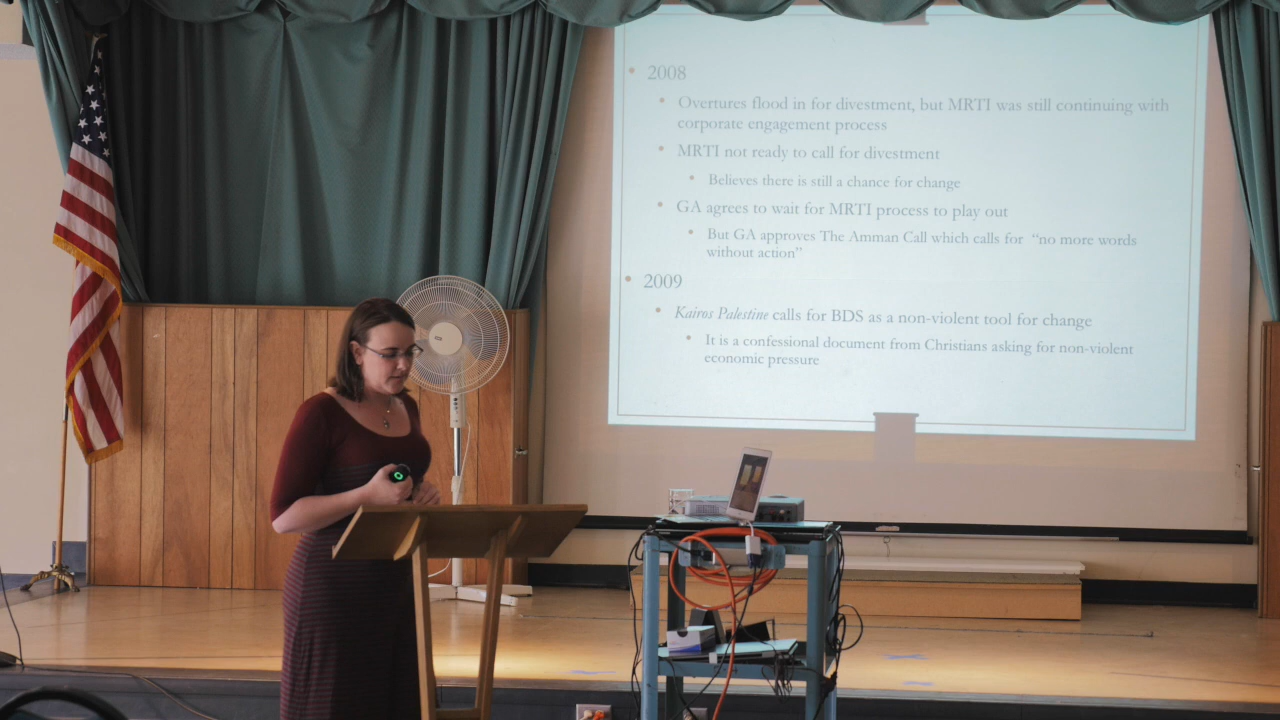 2008
Overtures flood in for divestment, but MRTI was still continuing with
corporate engagement process
MRTI not ready to call for divestment
Believes there is still a chance for change
GA agrees to wait for MRTI process to play out
But GA approves The Amman Call which calls for “no more words
without action”
2009
Kairos Palestine calls for BDS as a non-violent tool for change
It is a confessional document from Christians asking for non-violent
economic pressure